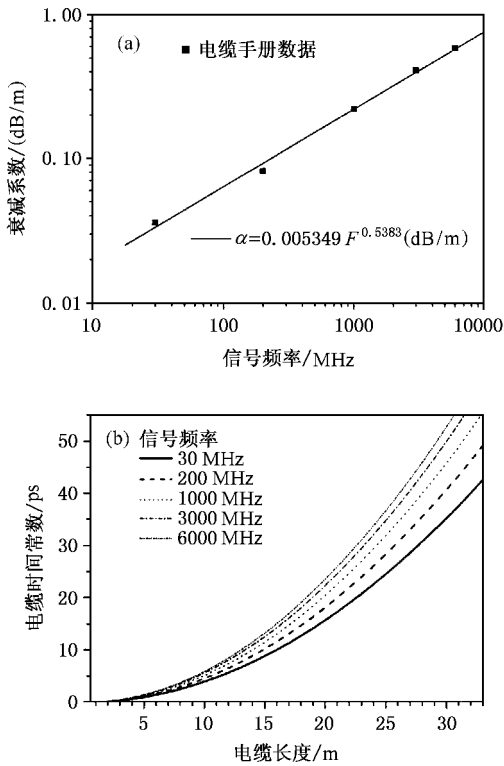 1.00
(a)
■ 电缆手册数据
衰减系数/(dB/m)
0.10
α=0.005349 F^0.5383(dB/m)
0.01
10 100 1000 10000
信号频率/MHz
(b) 信号频率
30 MHz
200 MHz
1000 MHz
3000 MHz
6000 MHz
电缆时间常数/ps
50
40
30
20
10
0
5 10 15 20 25 30
电缆长度/m